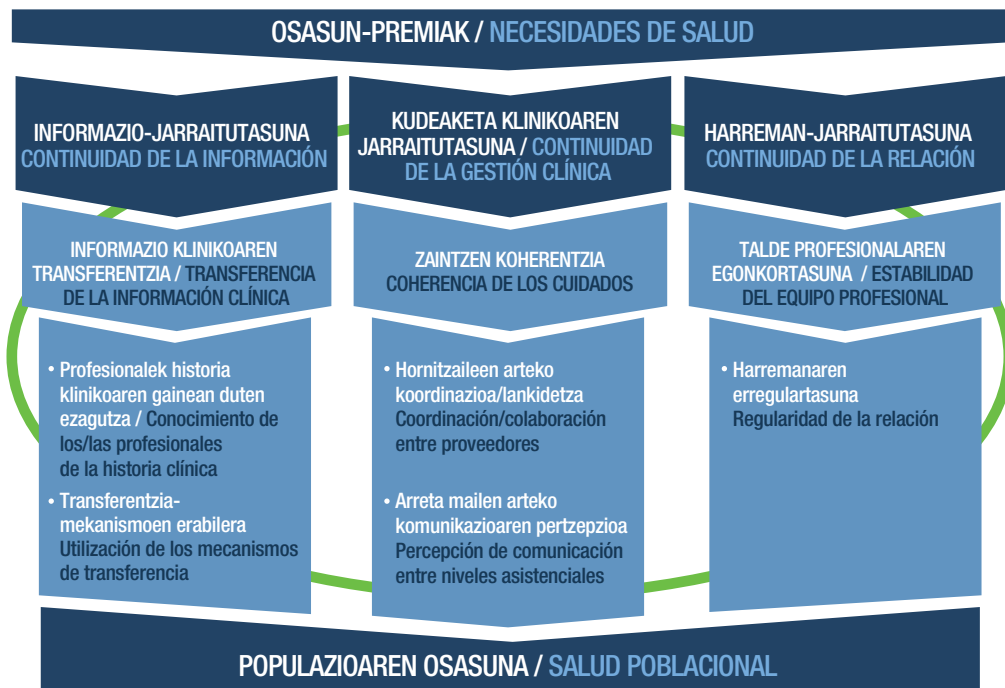 OSASUN-PREMIAK / NECESIDADES DE SALUD
INFORMAZIO-JARRAITUTASUNA
CONTINUIDAD DE LA INFORMACIÓN
KUDEAKETA KLINIKOAREN
JARRAITUTASUNA / CONTINUIDAD
DE LA GESTIÓN CLÍNICA
HARREMAN-JARRAITUTASUNA
CONTINUIDAD DE LA RELACIÓN
INFORMAZIO KLINIKOAREN
TRANSFERENTZIA / TRANSFERENCIA
DE LA INFORMACIÓN CLÍNICA
ZAINTZEN KOHERENTZIA
COHERENCIA DE LOS CUIDADOS
TALDE PROFESIONALAREN
EGONKORTASUNA / ESTABILIDAD
DEL EQUIPO PROFESIONAL
• Profesionalek historia
klinikoaren gainean duten
ezagutza / Conocimiento de
los/las profesionales
de la historia clínica
• Transferentzia-
mekanismoen erabilera
Utilización de los mecanismos
de transferencia
• Hornitzaileen arteko
koordinazioa/lankidetza
Coordinación/colaboración
entre proveedores
• Arreta mailen arteko
komunikazioaren pertzepzioa
Percepción de comunicación
entre niveles asistenciales
• Harremanaren
erregulartasuna
Regularidad de la relación
POPULAZIOAREN OSASUNA / SALUD POBLACIONAL